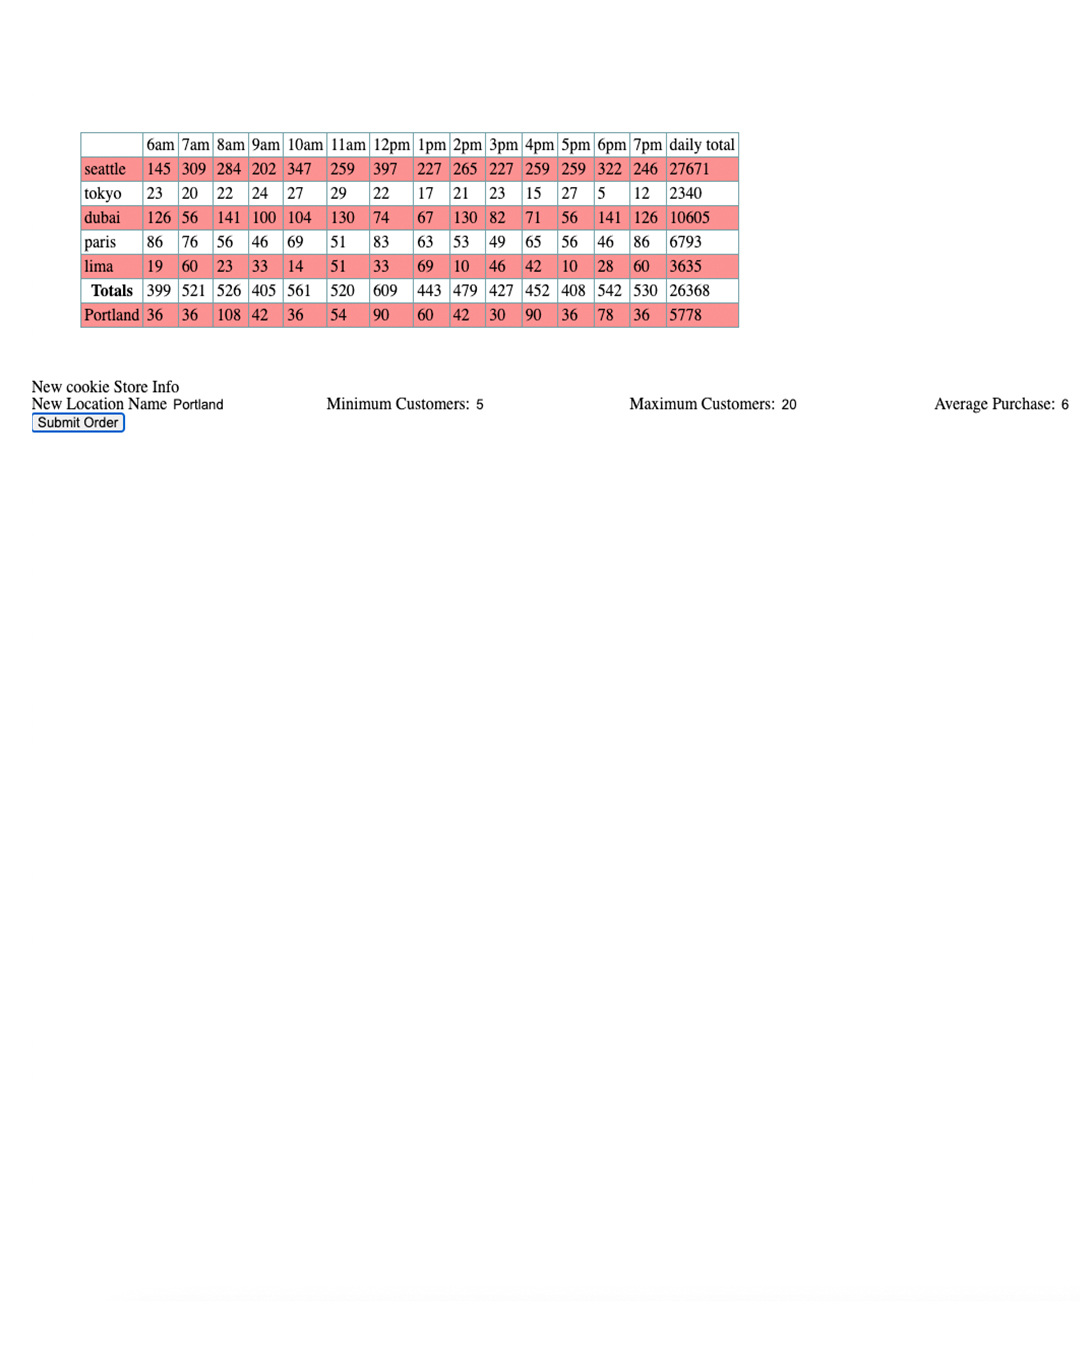 6am 7am 8am 9am 10am 11am 12pm 1pm 2pm 3pm 4pm 5pm 6pm 7pm daily total
seattle 145 309 284 202 347 259 397 227 265 227 259 259 322 246 27671
tokyo 23 20 22 24 27 29 22 17 21 23 15 27 5 12 2340
dubai 126 56 141 100 104 130 74 67 130 82 71 56 141 126 10605
paris 86 76 56 46 69 51 83 63 53 49 65 56 46 86 6793
lima 19 60 23 33 14 51 33 69 10 46 42 10 28 60 3635
Totals 399 521 526 405 561 520 609 443 479 427 452 408 542 530 26368
Portland 36 36 108 42 36 54 90 60 42 30 90 36 78 36 5778
New cookie Store Info
New Location Name Portland Minimum Customers: 5 Maximum Customers: 20 Average Purchase: 6
Submit Order